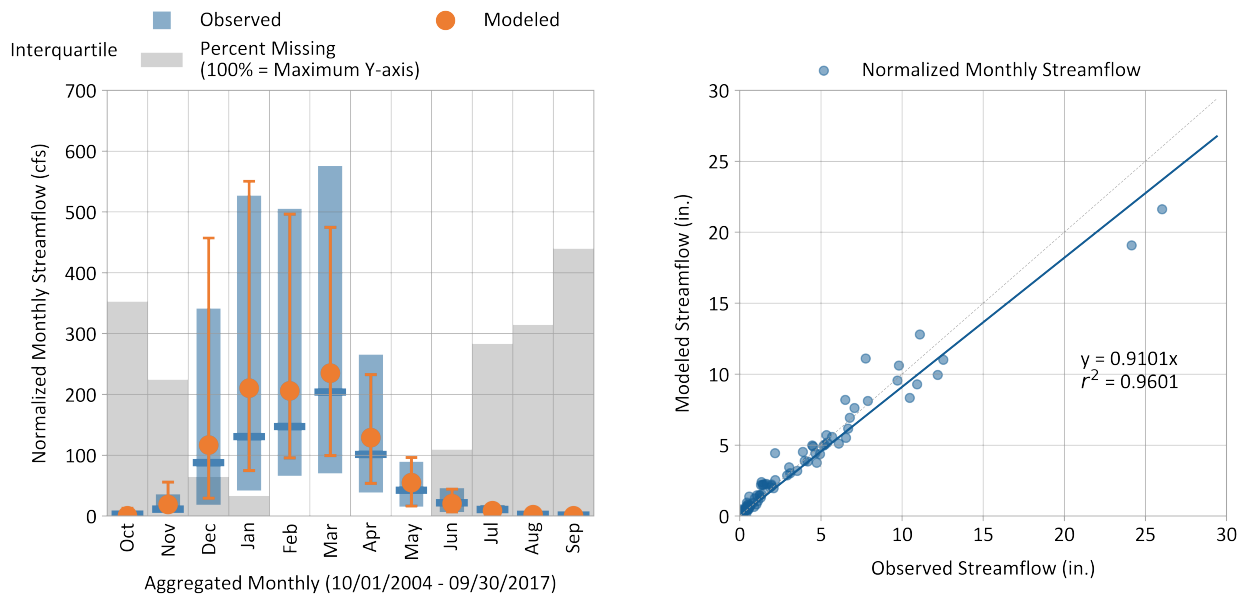 Observed
Modeled
Interquartile
Percent Missing
(100% = Maximum Y-axis)
Normalized Monthly Streamflow (cfs)
700
600
500
400
300
200
100
0
Oct
Nov
Dec
Jan
Feb
Mar
Apr
May
Jun
Jul
Aug
Sep
Aggregated Monthly (10/01/2004 - 09/30/2017)
Normalized Monthly Streamflow
Modeled Streamflow (in.)
30
25
20
15
10
5
0
y = 0.9101x
r² = 0.9601
0 5 10 15 20 25 30
Observed Streamflow (in.)